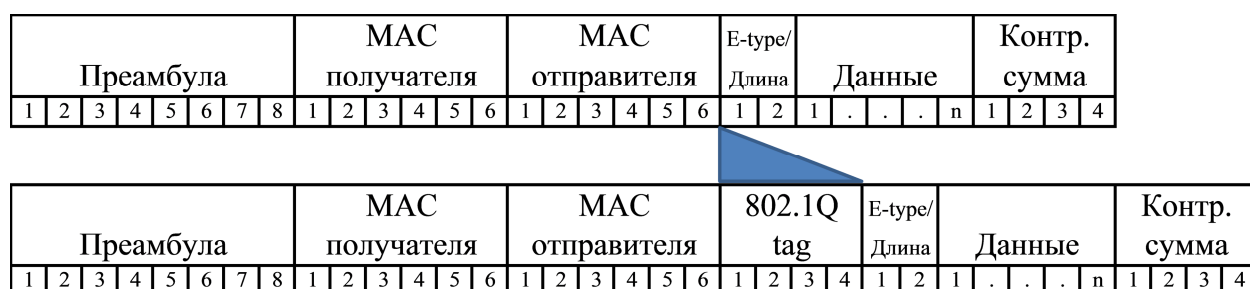 MAC MAC E-type/ Контр.
Преамбула получателя отправителя Длина Данные сумма
1 2 3 4 5 6 7 8 1 2 3 4 5 6 1 2 3 4 5 6 1 2 1 . . . n 1 2 3 4
MAC MAC 802.1Q E-type/ Контр.
Преамбула получателя отправителя tag Длина Данные сумма
1 2 3 4 5 6 7 8 1 2 3 4 5 6 1 2 3 4 5 6 1 2 3 4 1 2 1 . . . n 1 2 3 4